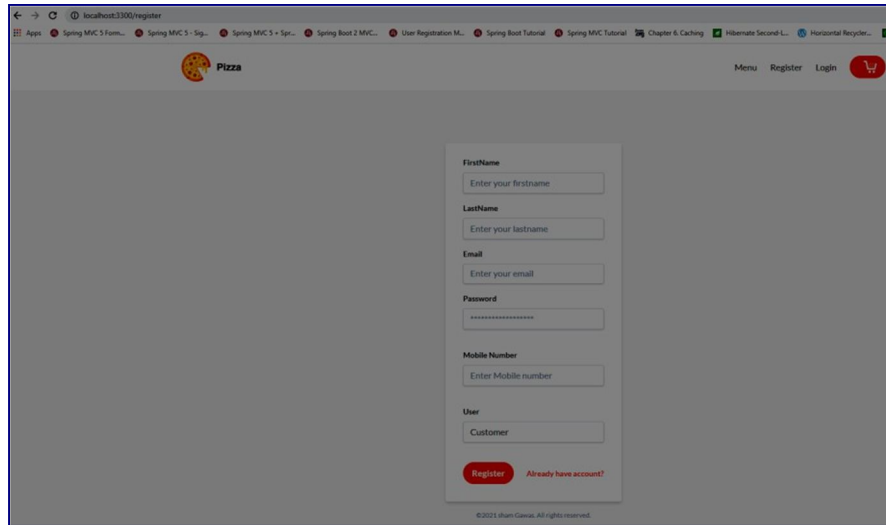 localhost:3300/register
Apps Spring MVC 5 Form... Spring MVC 5 - Sig... Spring MVC 5 + Spr... Spring Boot 2 MVC... User Registration M... Spring Boot Tutorial Spring MVC Tutorial Chapter 6. Caching Hibernate Second-L... Horizontal Recycler...
Pizza Menu Register Login
FirstName
Enter your firstname
LastName
Enter your lastname
Email
Enter your email
Password
*****************
Mobile Number
Enter Mobile number
User
Customer
Register Already have account?
©2021 sham Gawas. All rights reserved.